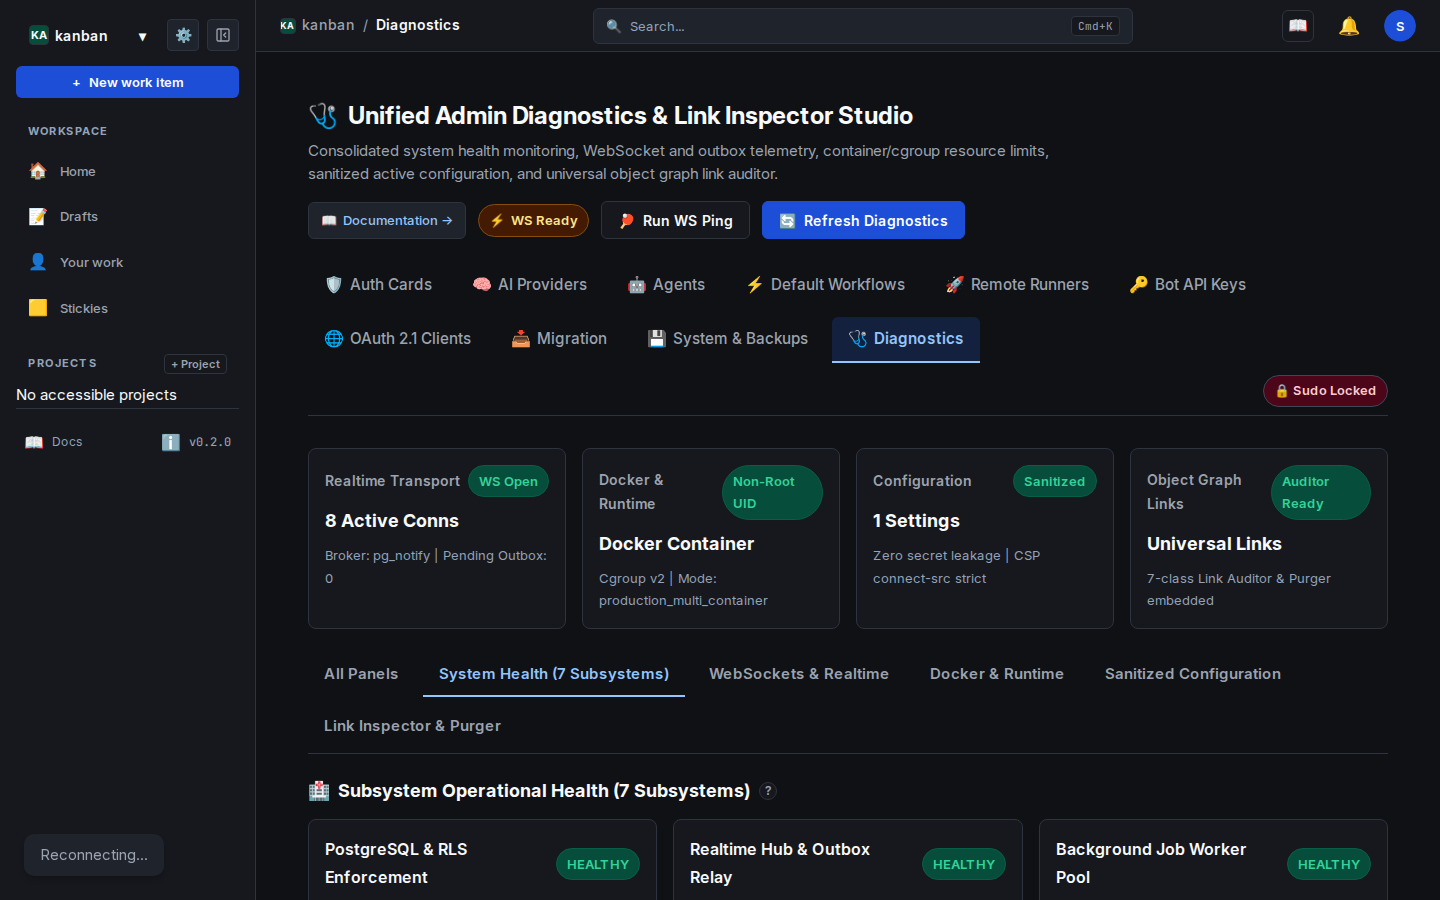 KA kanban ▾
+ New work item
WORKSPACE
Home
Drafts
Your work
Stickies
PROJECTS + Project
No accessible projects
Docs v0.2.0
Reconnecting...
KA kanban / Diagnostics
Search... Cmd+K
S
Unified Admin Diagnostics & Link Inspector Studio
Consolidated system health monitoring, WebSocket and outbox telemetry, container/cgroup resource limits,
sanitized active configuration, and universal object graph link auditor.
Documentation → WS Ready Run WS Ping Refresh Diagnostics
Auth Cards AI Providers Agents Default Workflows Remote Runners Bot API Keys
OAuth 2.1 Clients Migration System & Backups Diagnostics
Sudo Locked
Realtime Transport WS Open
8 Active Conns
Broker: pg_notify | Pending Outbox:
0
Docker &
Runtime
Non-Root
UID
Docker Container
Cgroup v2 | Mode:
production_multi_container
Configuration Sanitized
1 Settings
Zero secret leakage | CSP
connect-src strict
Object Graph
Links
Auditor
Ready
Universal Links
7-class Link Auditor & Purger
embedded
All Panels System Health (7 Subsystems) WebSockets & Realtime Docker & Runtime Sanitized Configuration
Link Inspector & Purger
Subsystem Operational Health (7 Subsystems) ?
PostgreSQL & RLS
Enforcement
HEALTHY
Realtime Hub & Outbox
Relay
HEALTHY
Background Job Worker
Pool
HEALTHY